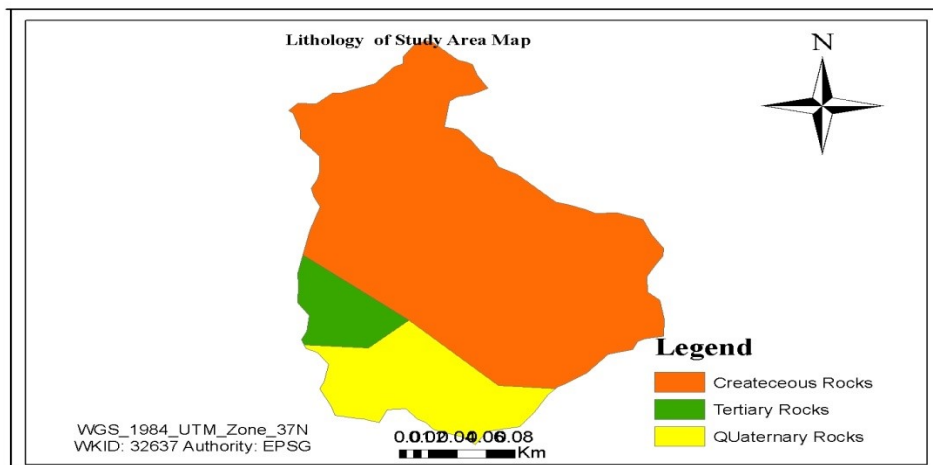 Lithology of Study Area Map
N
Legend
Createceous Rocks
Tertiary Rocks
QUaternary Rocks
WGS_1984_UTM_Zone_37N
WKID: 32637 Authority: EPSG
Km